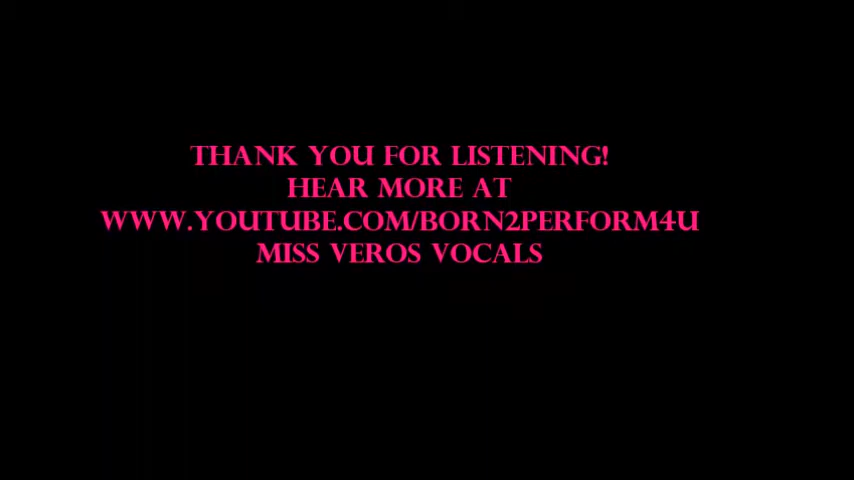 THANK YOU FOR LISTENING!
HEAR MORE AT
WWW.YOUTUBE.COM/BORN2PERFORM4U
MISS VEROS VOCALS